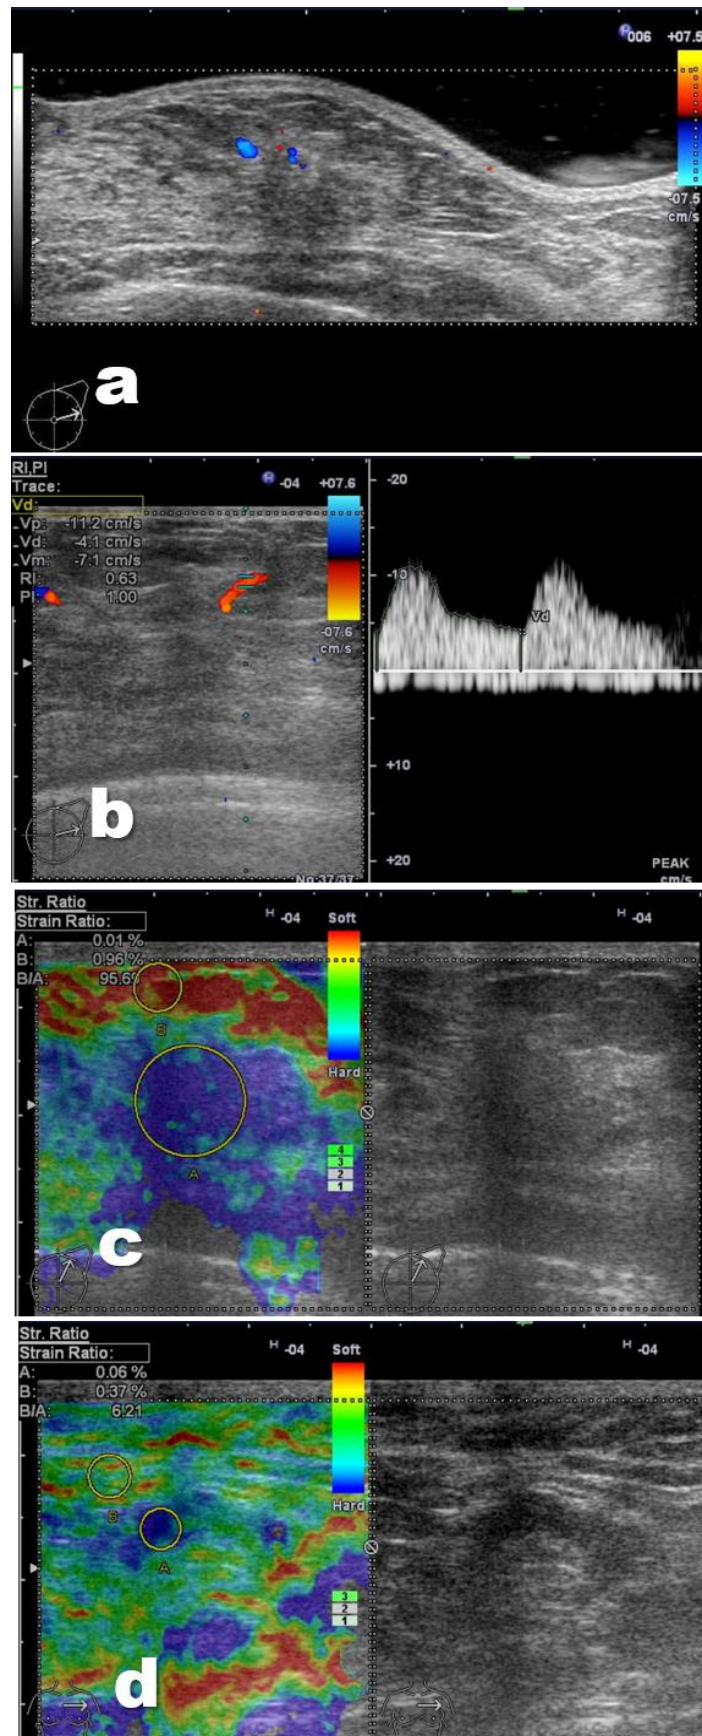 006 +07.5
-07.5
cm/s
a
RI,PI
Trace:
Vd:
Vp: -11.2 cm/s
Vd: -4.1 cm/s
Vm: -7.1 cm/s
RI: 0.63
PI: 1.00
H -04 +07.6
-07.6
cm/s
b
No:37/37
-20
-10
Vd
+10
+20
PEAK
cm/s
Str. Ratio
Strain Ratio:
A: 0.01 %
B: 0.96 %
B/A: 95.6
H -04
Soft
Hard
4
3
2
1
B
A
c
H -04
Str. Ratio
Strain Ratio:
A: 0.06 %
B: 0.37 %
B/A: 6.21
H -04
Soft
Hard
3
2
1
B
A
d
H -04